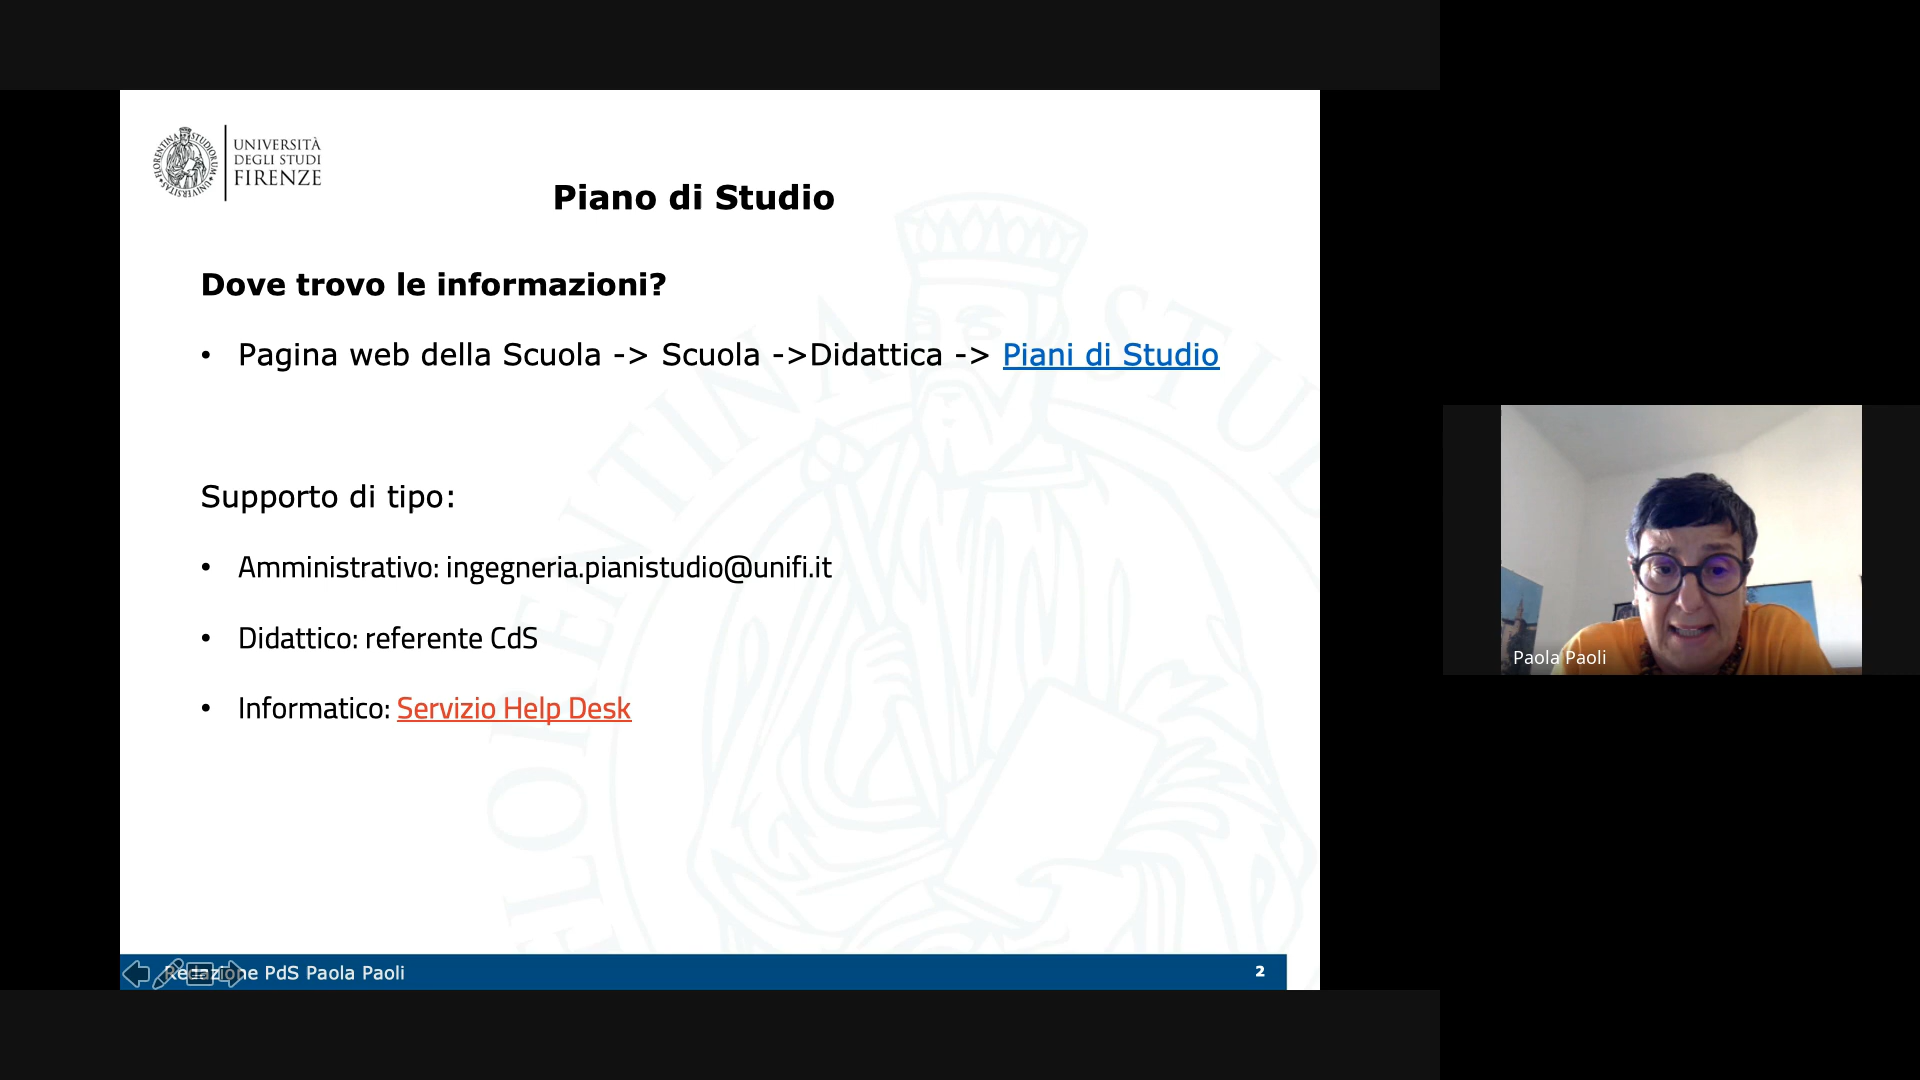 UNIVERSITÀ
DEGLI STUDI
FIRENZE
Piano di Studio
Dove trovo le informazioni?
• Pagina web della Scuola -> Scuola ->Didattica -> Piani di Studio
Supporto di tipo:
• Amministrativo: ingegneria.pianistudio@unifi.it
• Didattico: referente CdS
• Informatico: Servizio Help Desk
Redazione PdS Paola Paoli
2
Paola Paoli